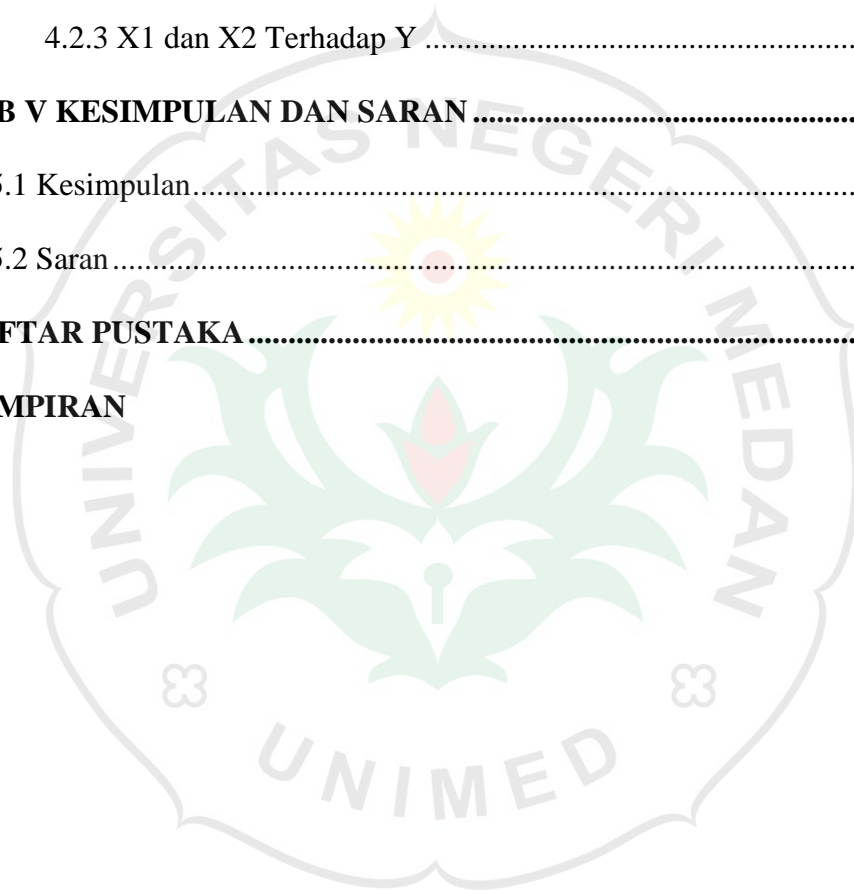 4.2.3 X1 dan X2 Terhadap Y ................................................................
B V KESIMPULAN DAN SARAN ................................................................
5.1 Kesimpulan................................................................
5.2 Saran ................................................................
FTAR PUSTAKA ................................................................
MPIRAN
UNIVERSITAS NEGERI MEDAN
UNIMED